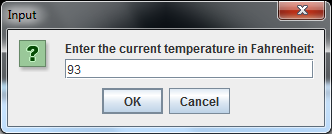 Input
Enter the current temperature in Fahrenheit:
93
OK
Cancel